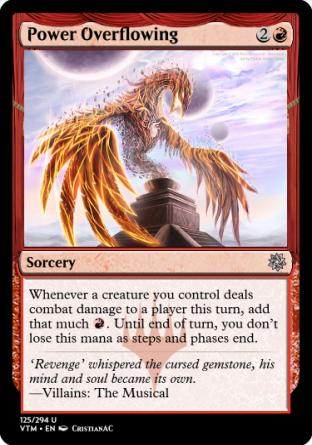 Power Overflowing 2
Sorcery
Whenever a creature you control deals
combat damage to a player this turn, add
that much. Until end of turn, you don't
lose this mana as steps and phases end.
'Revenge' whispered the cursed gemstone, his
mind and soul became its own.
—Villains: The Musical
125/294 U
VTM • EN CRISTIANAC